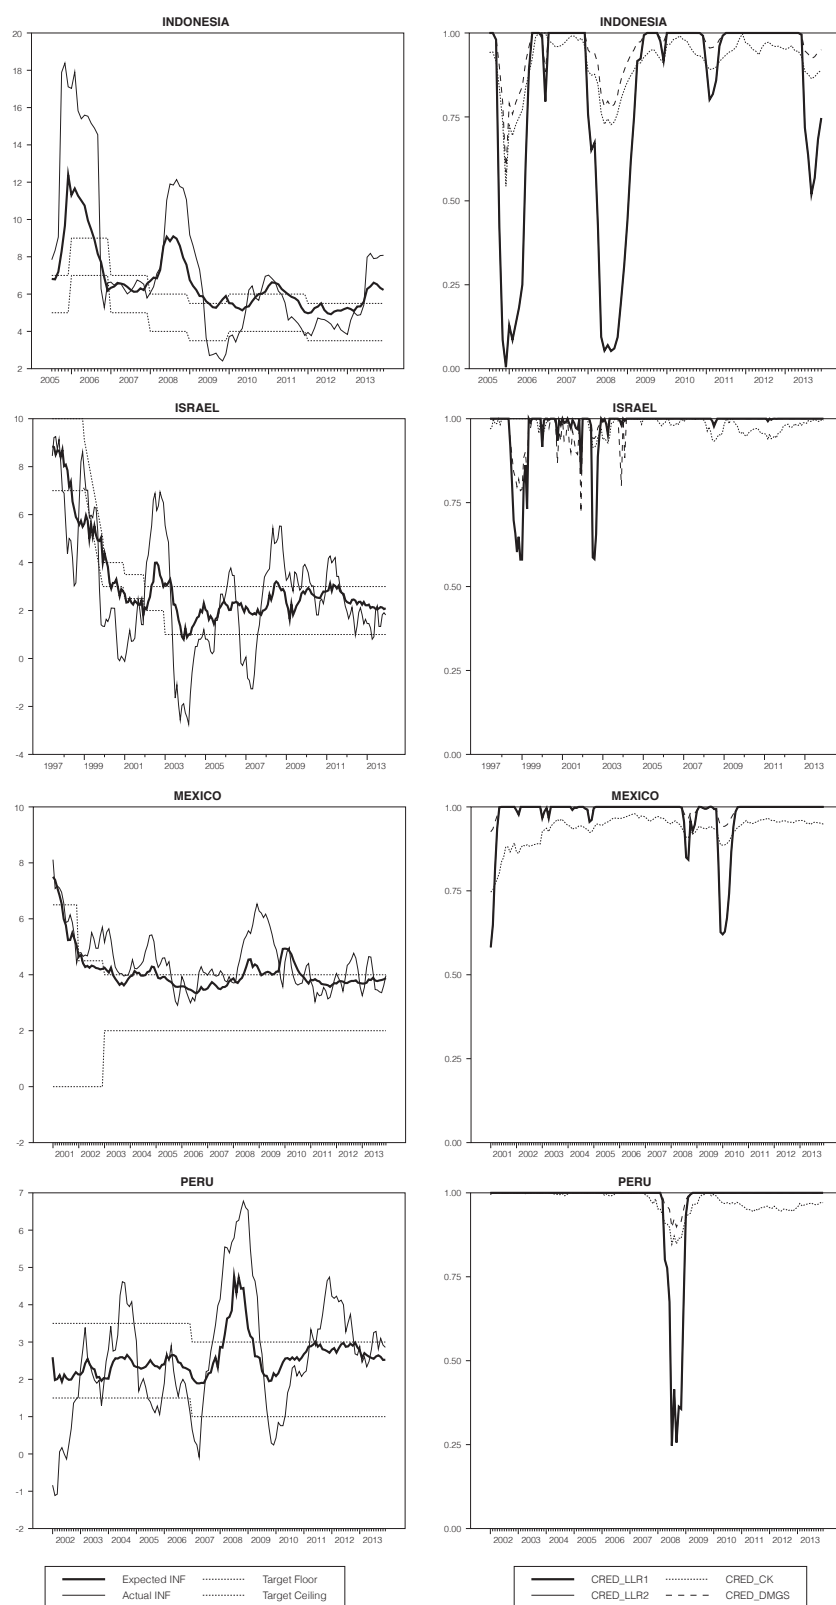 INDONESIA
20
18
16
14
12
10
8
6
4
2
2005 2006 2007 2008 2009 2010 2011 2012 2013
INDONESIA
1.00
0.75
0.50
0.25
0.00
2005 2006 2007 2008 2009 2010 2011 2012 2013
ISRAEL
10
8
6
4
2
0
-2
-4
1997 1999 2001 2003 2005 2007 2009 2011 2013
ISRAEL
1.00
0.75
0.50
0.25
0.00
1997 1999 2001 2003 2005 2007 2009 2011 2013
MEXICO
10
8
6
4
2
0
-2
2001 2002 2003 2004 2005 2006 2007 2008 2009 2010 2011 2012 2013
MEXICO
1.00
0.75
0.50
0.25
0.00
2001 2002 2003 2004 2005 2006 2007 2008 2009 2010 2011 2012 2013
PERU
7
6
5
4
3
2
1
0
-1
-2
2002 2003 2004 2005 2006 2007 2008 2009 2010 2011 2012 2013
PERU
1.00
0.75
0.50
0.25
0.00
2002 2003 2004 2005 2006 2007 2008 2009 2010 2011 2012 2013
Expected INF Target Floor
Actual INF Target Ceiling
CRED_LLR1 CRED_CK
CRED_LLR2 CRED_DMGS